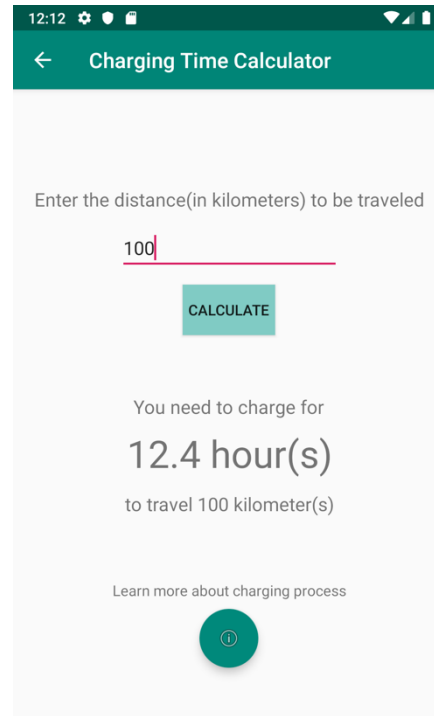 12:12
Charging Time Calculator
Enter the distance(in kilometers) to be traveled
100
CALCULATE
You need to charge for
12.4 hour(s)
to travel 100 kilometer(s)
Learn more about charging process